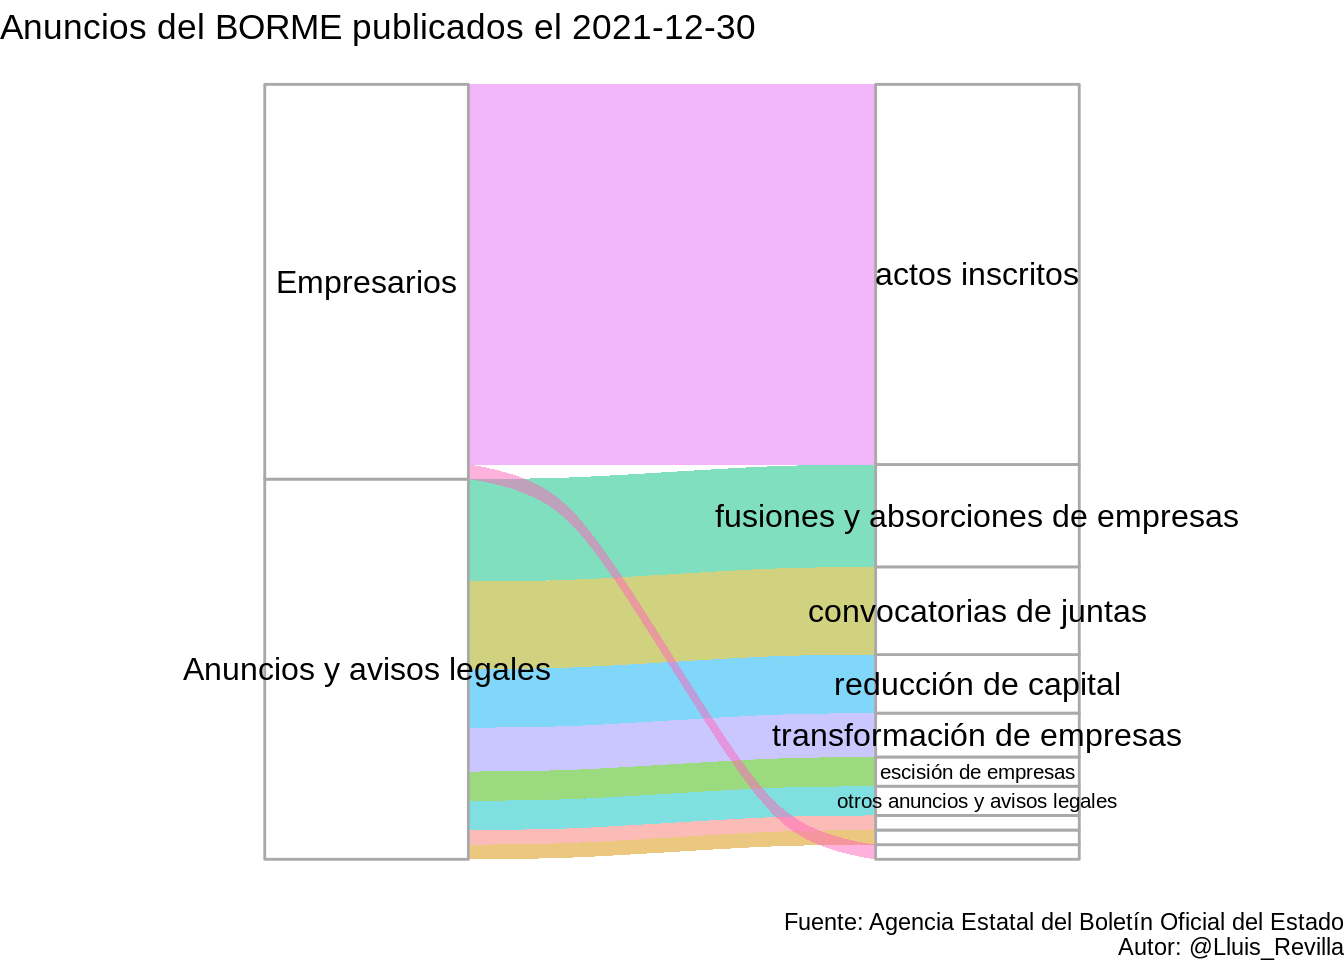 Anuncios del BORME publicados el 2021-12-30
Empresarios
Anuncios y avisos legales
actos inscritos
fusiones y absorciones de empresas
convocatorias de juntas
reducción de capital
transformación de empresas
escisión de empresas
otros anuncios y avisos legales
Fuente: Agencia Estatal del Boletín Oficial del Estado
Autor: @Lluis_Revilla